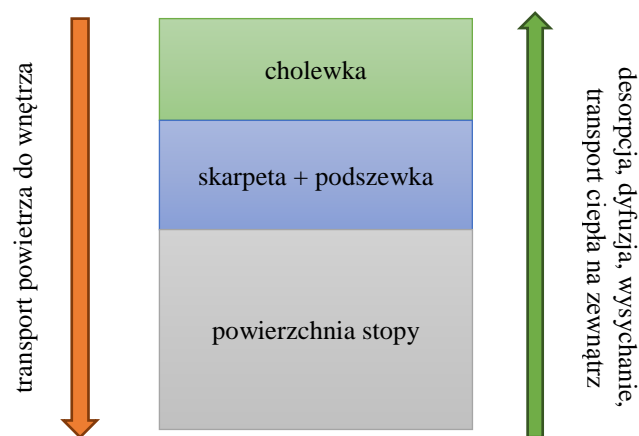 transport powietrza do wnętrza
cholewka
skarpeta + podszewka
powierzchnia stopy
desorpcja, dyfuzja, wysychanie,
transport ciepła na zewnątrz